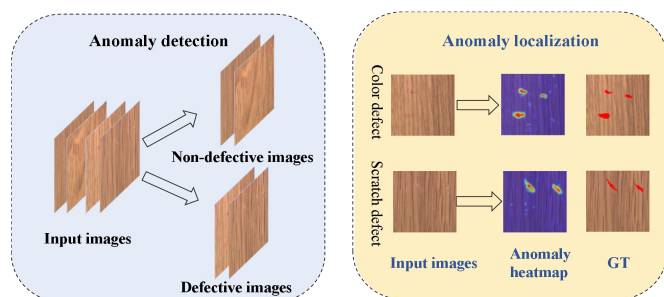 Anomaly detection
Non-defective images
Input images
Defective images
Anomaly localization
Color defect
Scratch defect
Input images
Anomaly
heatmap
GT